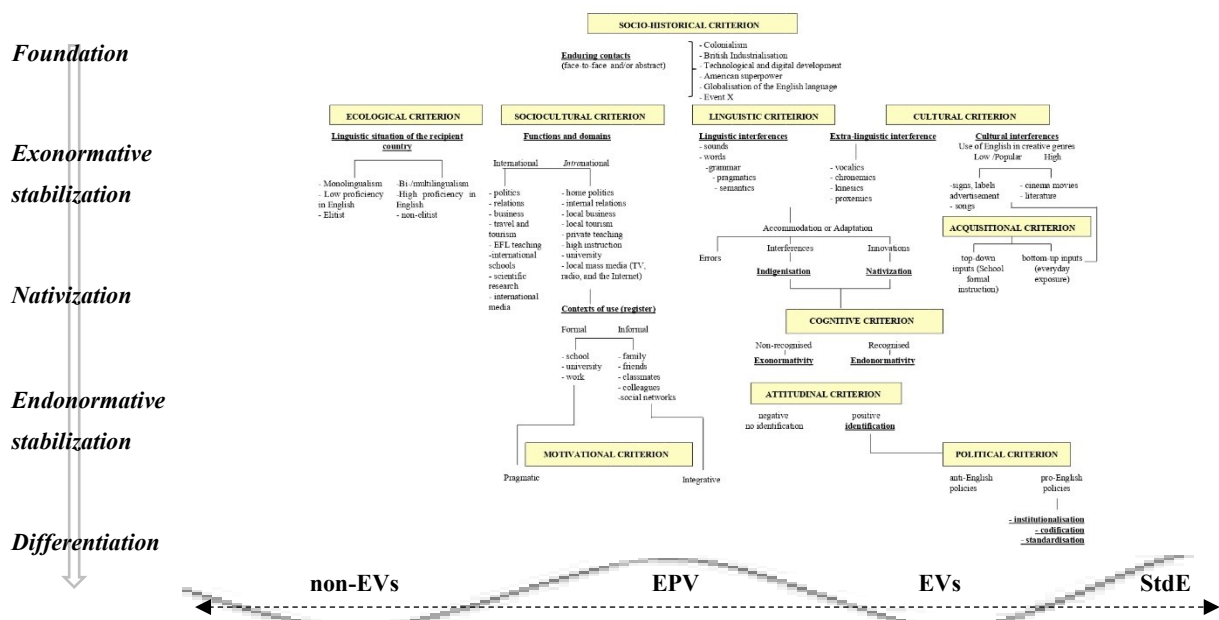 SOCIO-HISTORICAL CRITERION
Foundation
Enduring contacts
(face-to-face and/or abstract)
- Colonialism
- British Industrialisation
- Technological and digital development
- American superpower
- Globalisation of the English language
- Event X
ECOLOGICAL CRITERION
Linguistic situation of the recipient
country
- Monolingualism
- Low proficiency
in English
- Elitist
-Bi-/multilingualism
-High proficiency in
English
- non-elitist
SOCIOCULTURAL CRITERION
Functions and domains
International
- politics
- relations
- business
- travel and
tourism
- EFL teaching
-international
schools
- scientific
research
- international
media
Intranational
- home politics
- internal relations
- local business
- local tourism
- private teaching
- high instruction
- university
- local mass media (TV,
radio, and the Internet)
Contexts of use (register)
Formal
- school
- university
- work
Informal
- family
- friends
- classmates
- colleagues
-social networks
MOTIVATIONAL CRITERION
Pragmatic
Integrative
LINGUISTIC CRITEIRION
Linguistic interferences
- sounds
- words
-grammar
- pragmatics
- semantics
Extra-linguistic interference
- vocalics
- chronemics
- kinesics
- proxemics
Accommodation or Adaptation
Errors
Interferences
Indigenisation
Innovations
Nativization
CULTURAL CRITERION
Cultural interferences
Use of English in creative genres
Low /Popular
High
-signs, labels
advertisement
- songs
- cinema movies
- literature
ACQUISITIONAL CRITERION
top-down
inputs (School
formal
instruction)
bottom-up inputs
(everyday
exposure)
COGNITIVE CRITERION
Non-recognised
Exonormativity
Recognised
Endonormativity
ATTITUDINAL CRITERION
negative
no identification
positive
identification
POLITICAL CRITERION
anti-English
policies
pro-English
policies
- institutionalisation
- codification
- standardisation
Exonormative
stabilization
Nativization
Endonormative
stabilization
Differentiation
non-EVs
EPV
EVs
StdE